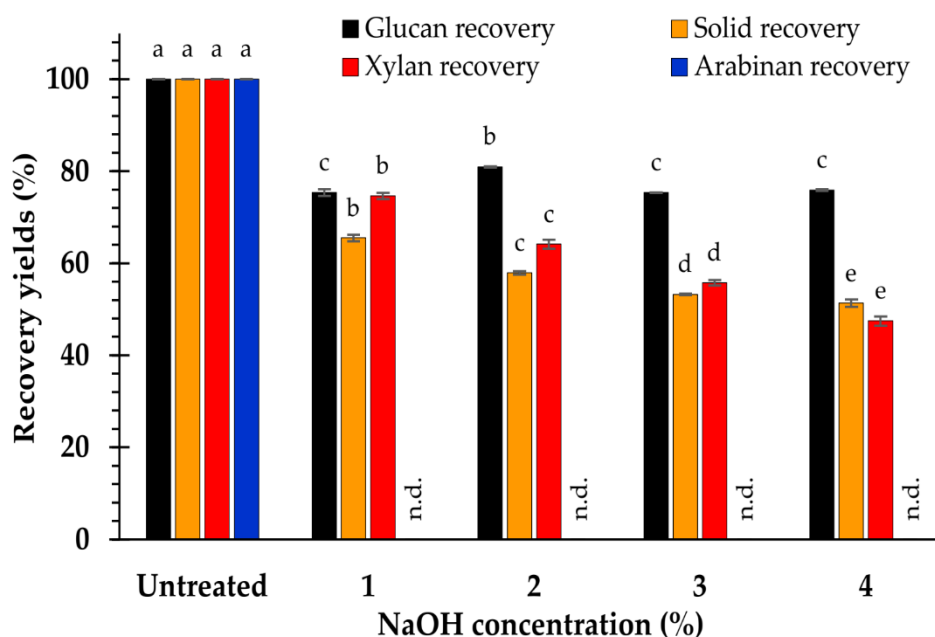 Glucan recovery
Solid recovery
Xylan recovery
Arabinan recovery
Recovery yields (%)
100
80
60
40
20
0
a a a a
c b b
b c c
c d d
c e e
n.d. n.d. n.d. n.d.
Untreated 1 2 3 4
NaOH concentration (%)